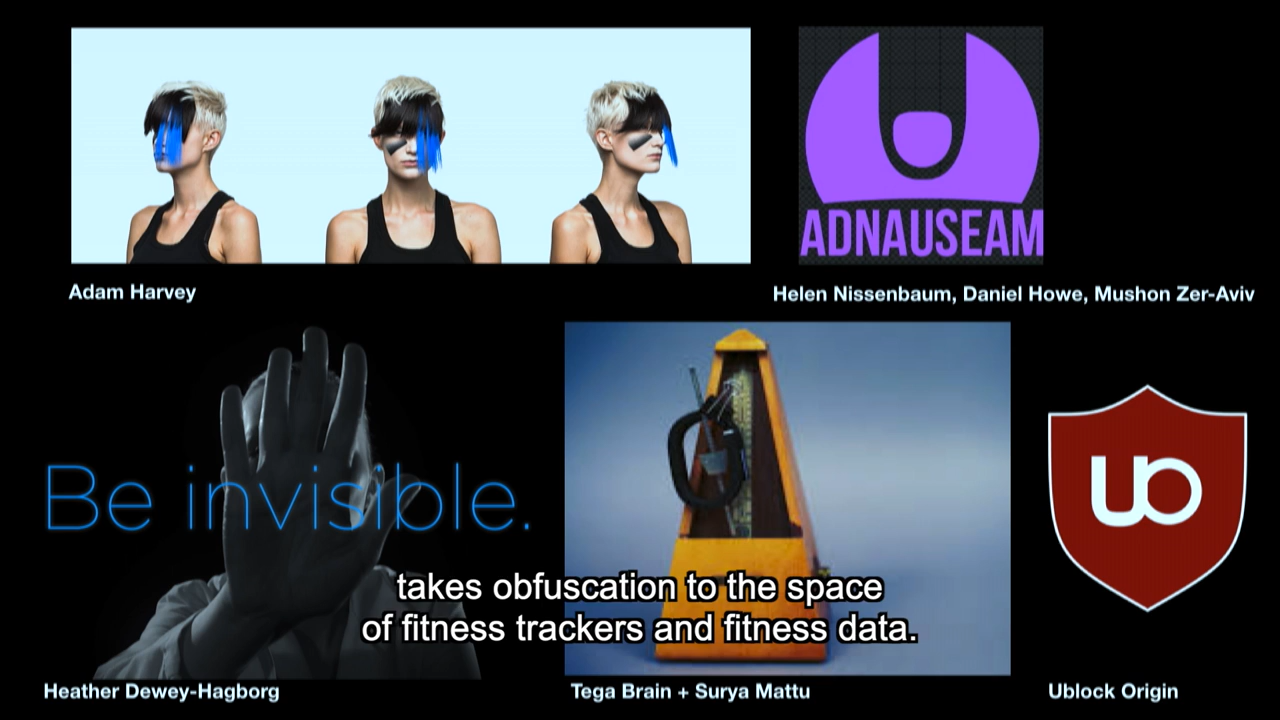 ADNAUSEAM
Adam Harvey
Helen Nissenbaum, Daniel Howe, Mushon Zer-Aviv
Be invisible.
uo
takes obfuscation to the space
of fitness trackers and fitness data.
Heather Dewey-Hagborg
Tega Brain + Surya Mattu
Ublock Origin